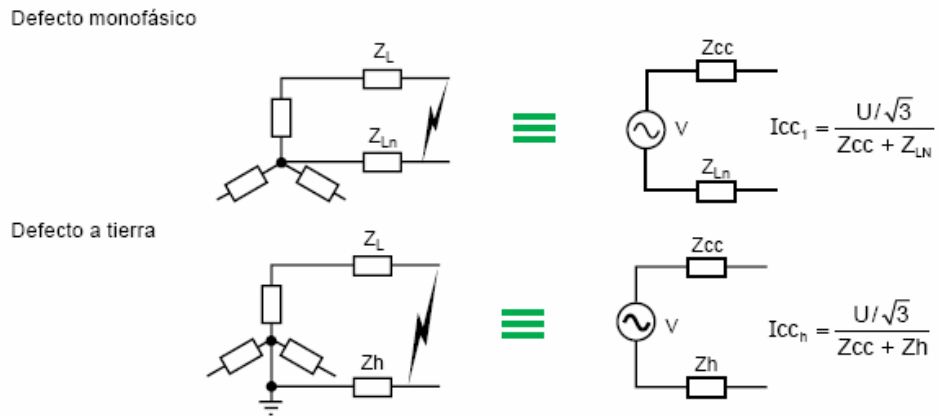 Defecto monofásico
Z_L
Z_Ln
Zcc
V
Z_Ln
Icc_1 = U/√3 / Zcc + Z_LN
Defecto a tierra
Z_L
Zh
Zcc
V
Zh
Icc_h = U/√3 / Zcc + Zh